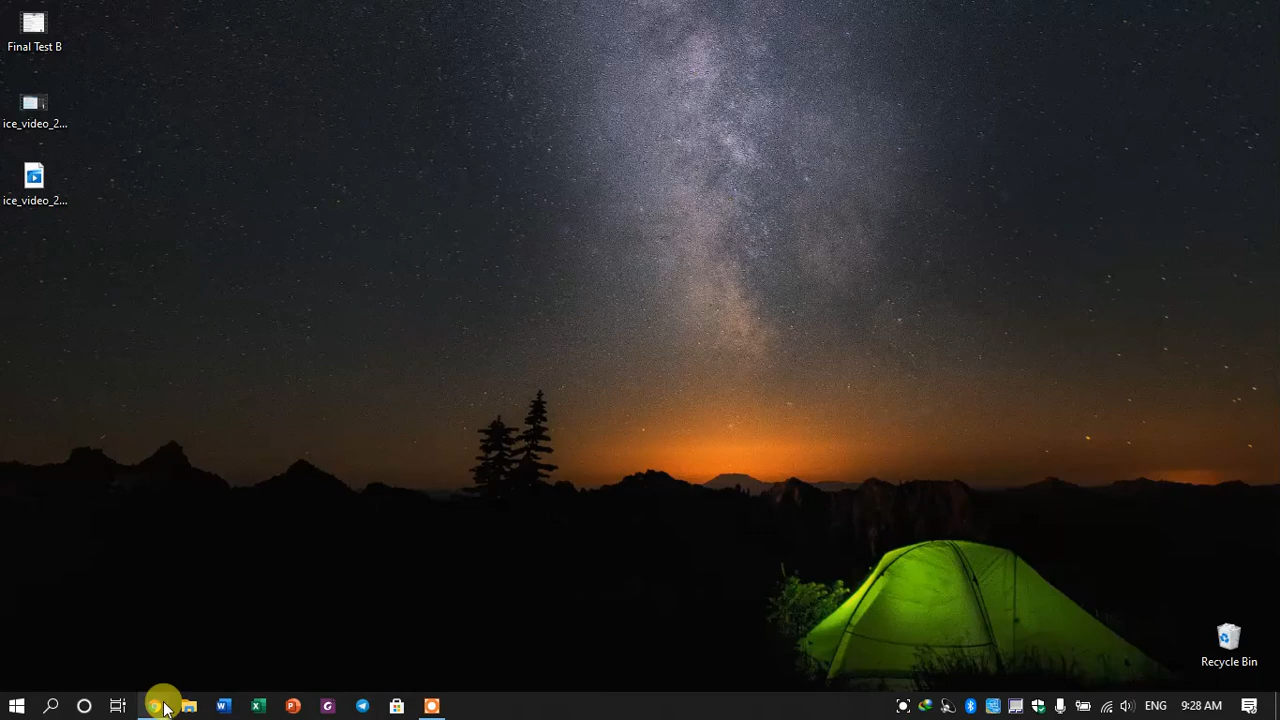 Final Test B
ice_video_2...
ice_video_2...
Recycle Bin
ENG
9:28 AM